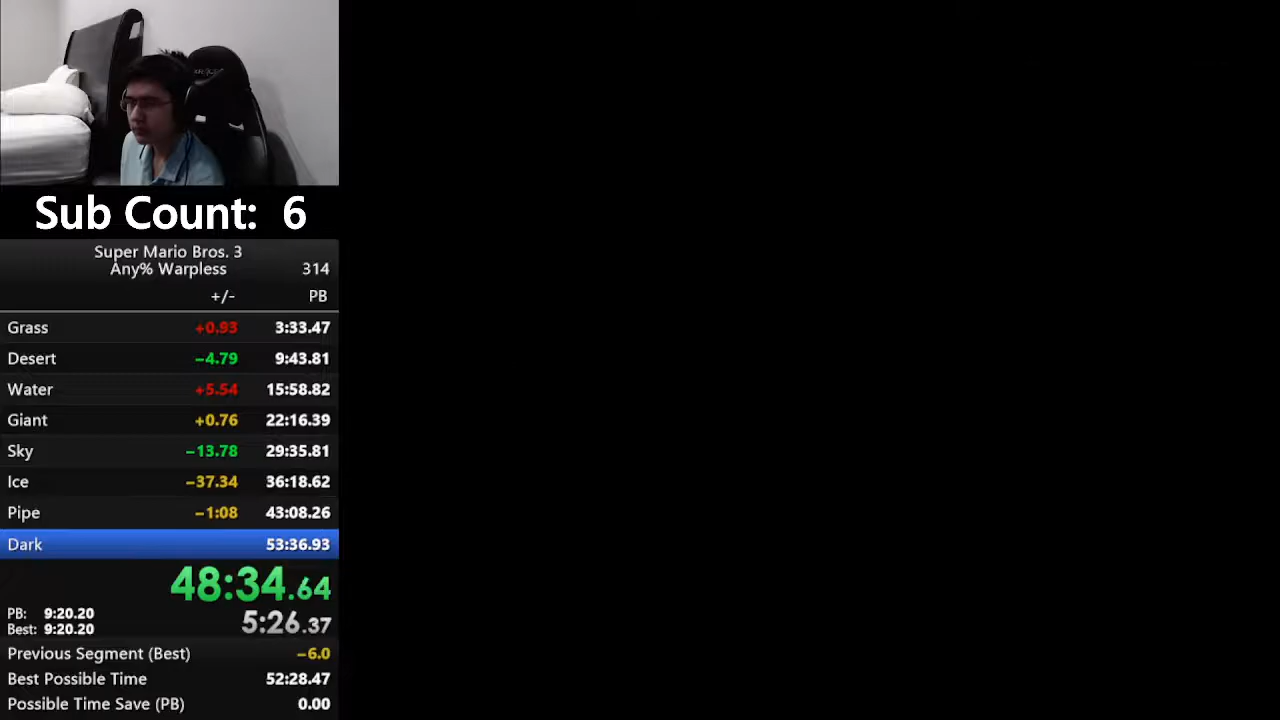 Sub Count: 6
Super Mario Bros. 3
Any% Warpless 314
+/- PB
Grass +0.93 3:33.47
Desert −4.79 9:43.81
Water +5.54 15:58.82
Giant +0.76 22:16.39
Sky −13.78 29:35.81
Ice −37.34 36:18.62
Pipe −1:08 43:08.26
Dark 53:36.93
48:34.64
PB: 9:20.20
Best: 9:20.20
5:26.37
Previous Segment (Best) −6.0
Best Possible Time 52:28.47
Possible Time Save (PB) 0.00